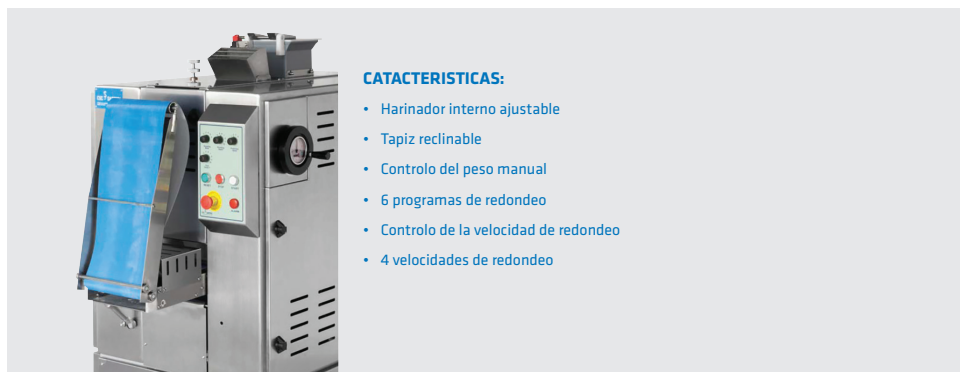 CATACTERISTICAS:
• Harinador interno ajustable
• Tapiz reclinable
• Controlo del peso manual
• 6 programas de redondeo
• Controlo de la velocidad de redondeo
• 4 velocidades de redondeo